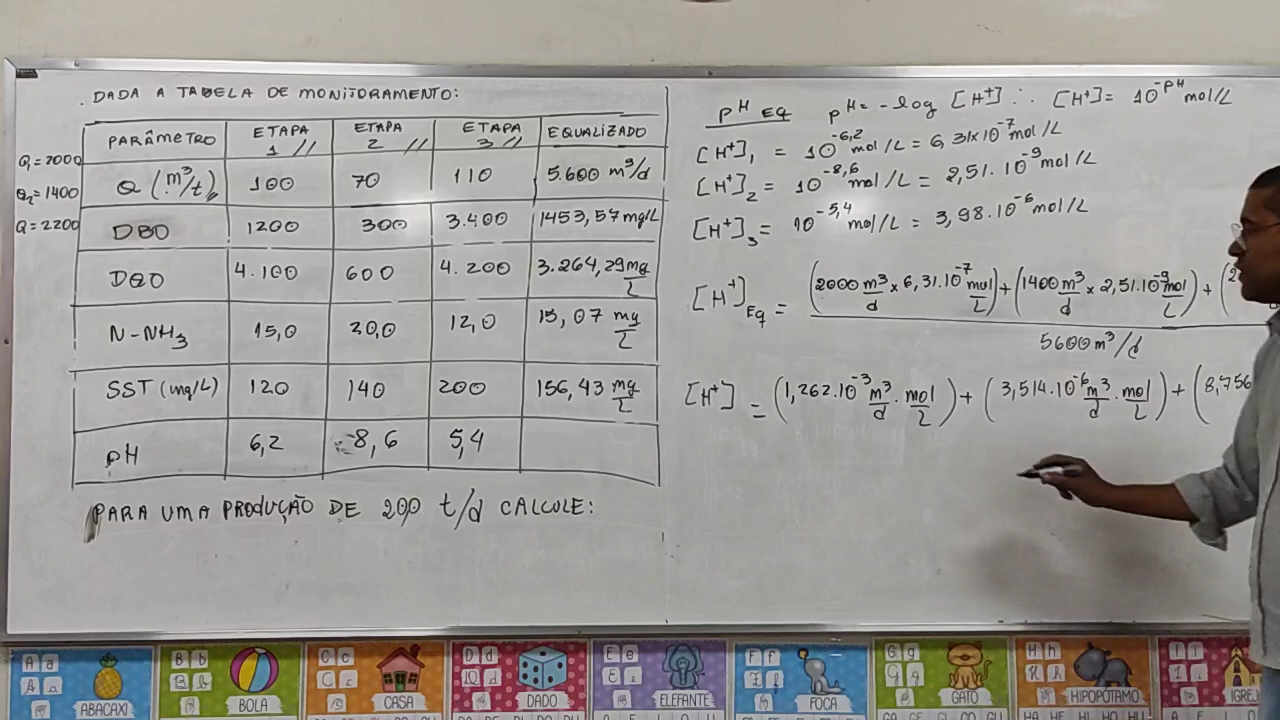 DADA A TABELA DE MONITORAMENTO:
PARÂMETRO ETAPA 1 // ETAPA 2 // ETAPA 3 // EQUALIZADO
Q1 = 2000
Q2 = 1400
Q = 2200
Q (m³/t) 100 70 110 5.600 m³/d
DBO 1200 300 3.400 1453,57 mg/L
DQO 4.100 600 4.200 3.264,29 mg/L
N-NH3 15,0 20,0 12,0 15,07 mg/L
SST (mg/L) 120 140 200 156,43 mg/L
pH 6,2 8,6 5,4
PARA UMA PRODUÇÃO DE 20,0 t/d CALCULE:
pH Eq pH = -log [H+] ∴ [H+] = 10^-pH mol/L
[H+]1 = 10^-6,2 mol/L = 6,31x10^-7 mol/L
[H+]2 = 10^-8,6 mol/L = 2,51.10^-9 mol/L
[H+]3 = 10^-5,4 mol/L = 3,98.10^-6 mol/L
[H+]Eq = (2000 m³/d x 6,31.10^-7 mol/L) + (1400 m³/d x 2,51.10^-9 mol/L) + (2
5600 m³/d
[H+] = (1,262.10^-3 m³/d . mol/L) + (3,514.10^-6 m³/d . mol/L) + (8,756
A a
ABACAXI
B b
BOLA
C c
CASA
D d
DADO
E e
ELEFANTE
F f
FOCA
G g
GATO
H h
HIPOPÓTAMO
I i
IGREJ